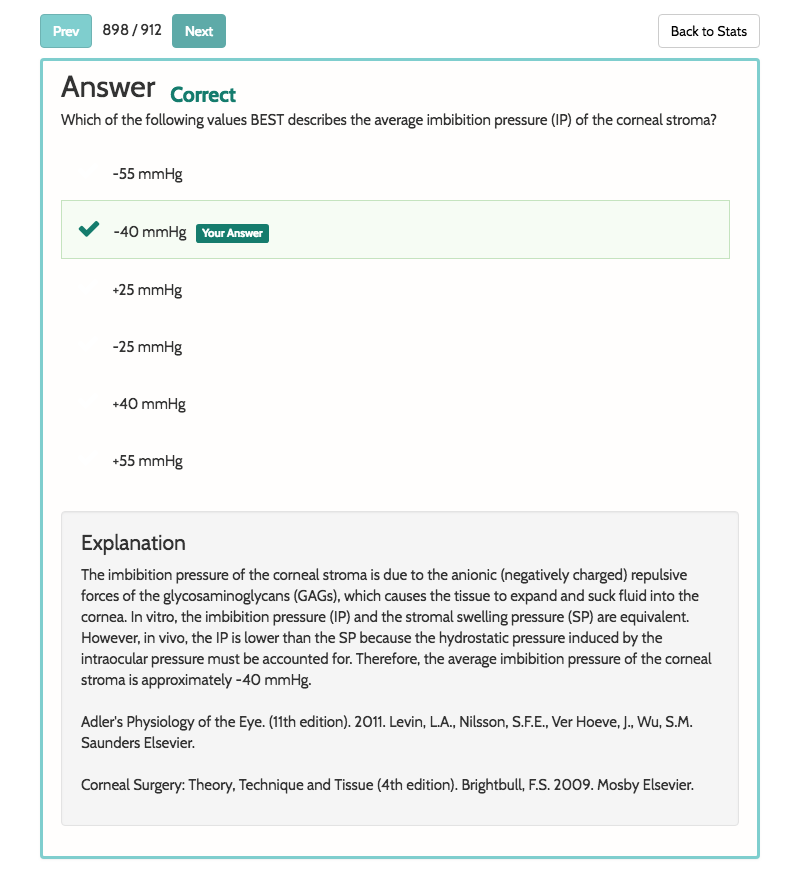 Prev 898 / 912 Next Back to Stats
Answer Correct
Which of the following values BEST describes the average imbibition pressure (IP) of the corneal stroma?
-55 mmHg
-40 mmHg Your Answer
+25 mmHg
-25 mmHg
+40 mmHg
+55 mmHg
Explanation
The imbibition pressure of the corneal stroma is due to the anionic (negatively charged) repulsive
forces of the glycosaminoglycans (GAGs), which causes the tissue to expand and suck fluid into the
cornea. In vitro, the imbibition pressure (IP) and the stromal swelling pressure (SP) are equivalent.
However, in vivo, the IP is lower than the SP because the hydrostatic pressure induced by the
intraocular pressure must be accounted for. Therefore, the average imbibition pressure of the corneal
stroma is approximately -40 mmHg.
Adler's Physiology of the Eye. (11th edition). 2011. Levin, L.A., Nilsson, S.F.E., Ver Hoeve, J., Wu, S.M.
Saunders Elsevier.
Corneal Surgery: Theory, Technique and Tissue (4th edition). Brightbull, F.S. 2009. Mosby Elsevier.